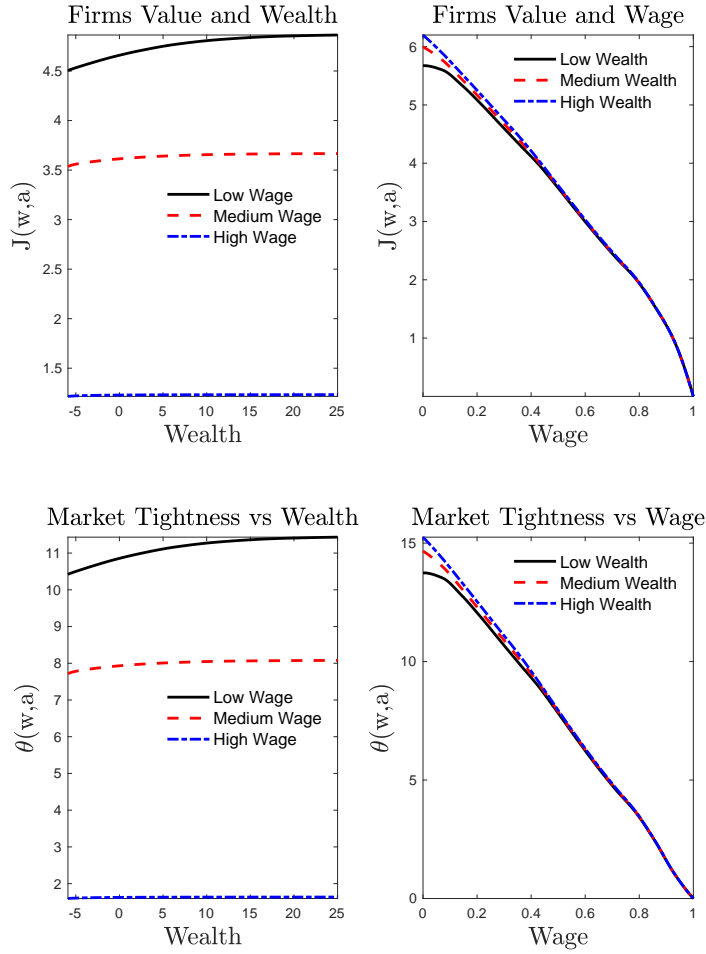 Firms Value and Wealth
J(w,a)
4.5
3.5
3.5
4.5
1.5
Low Wage
Medium Wage
High Wage
-5 0 5 10 15 20 25
Wealth
Firms Value and Wage
J(w,a)
6
5
4
3
2
1
Low Wealth
Medium Wealth
High Wealth
0 0.2 0.4 0.6 0.8 1
Wage
Market Tightness vs Wealth
θ(w,a)
11
10
9
8
7
6
5
4
3
2
Low Wage
Medium Wage
High Wage
-5 0 5 10 15 20 25
Wealth
Market Tightness vs Wage
θ(w,a)
15
10
5
0
Low Wealth
Medium Wealth
High Wealth
0 0.2 0.4 0.6 0.8 1
Wage